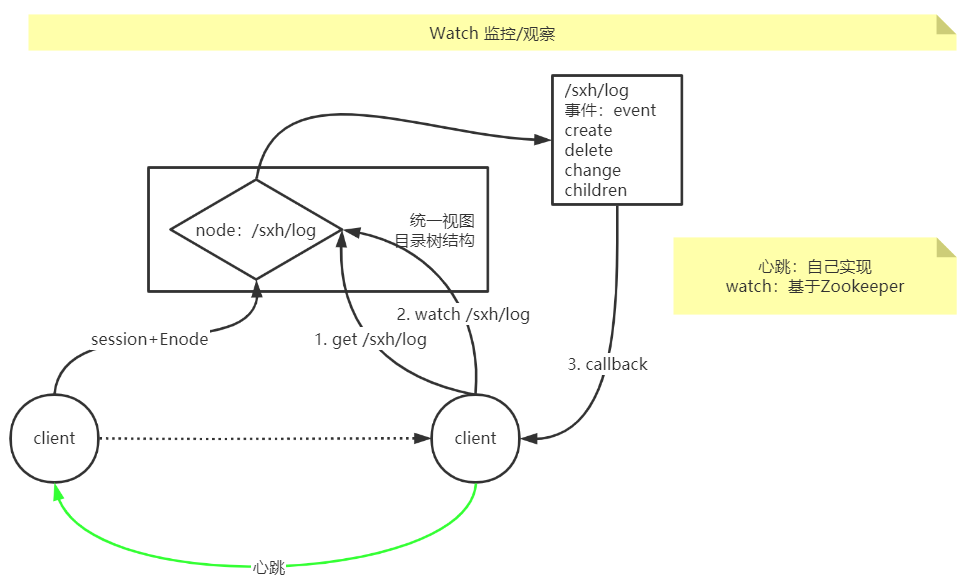 Watch 监控/观察
/sxh/log
事件：event
create
delete
change
children
node：/sxh/log
统一视图
目录树结构
心跳：自己实现
watch：基于Zookeeper
2. watch /sxh/log
session+Enode
1. get /sxh/log
3. callback
client
client
心跳